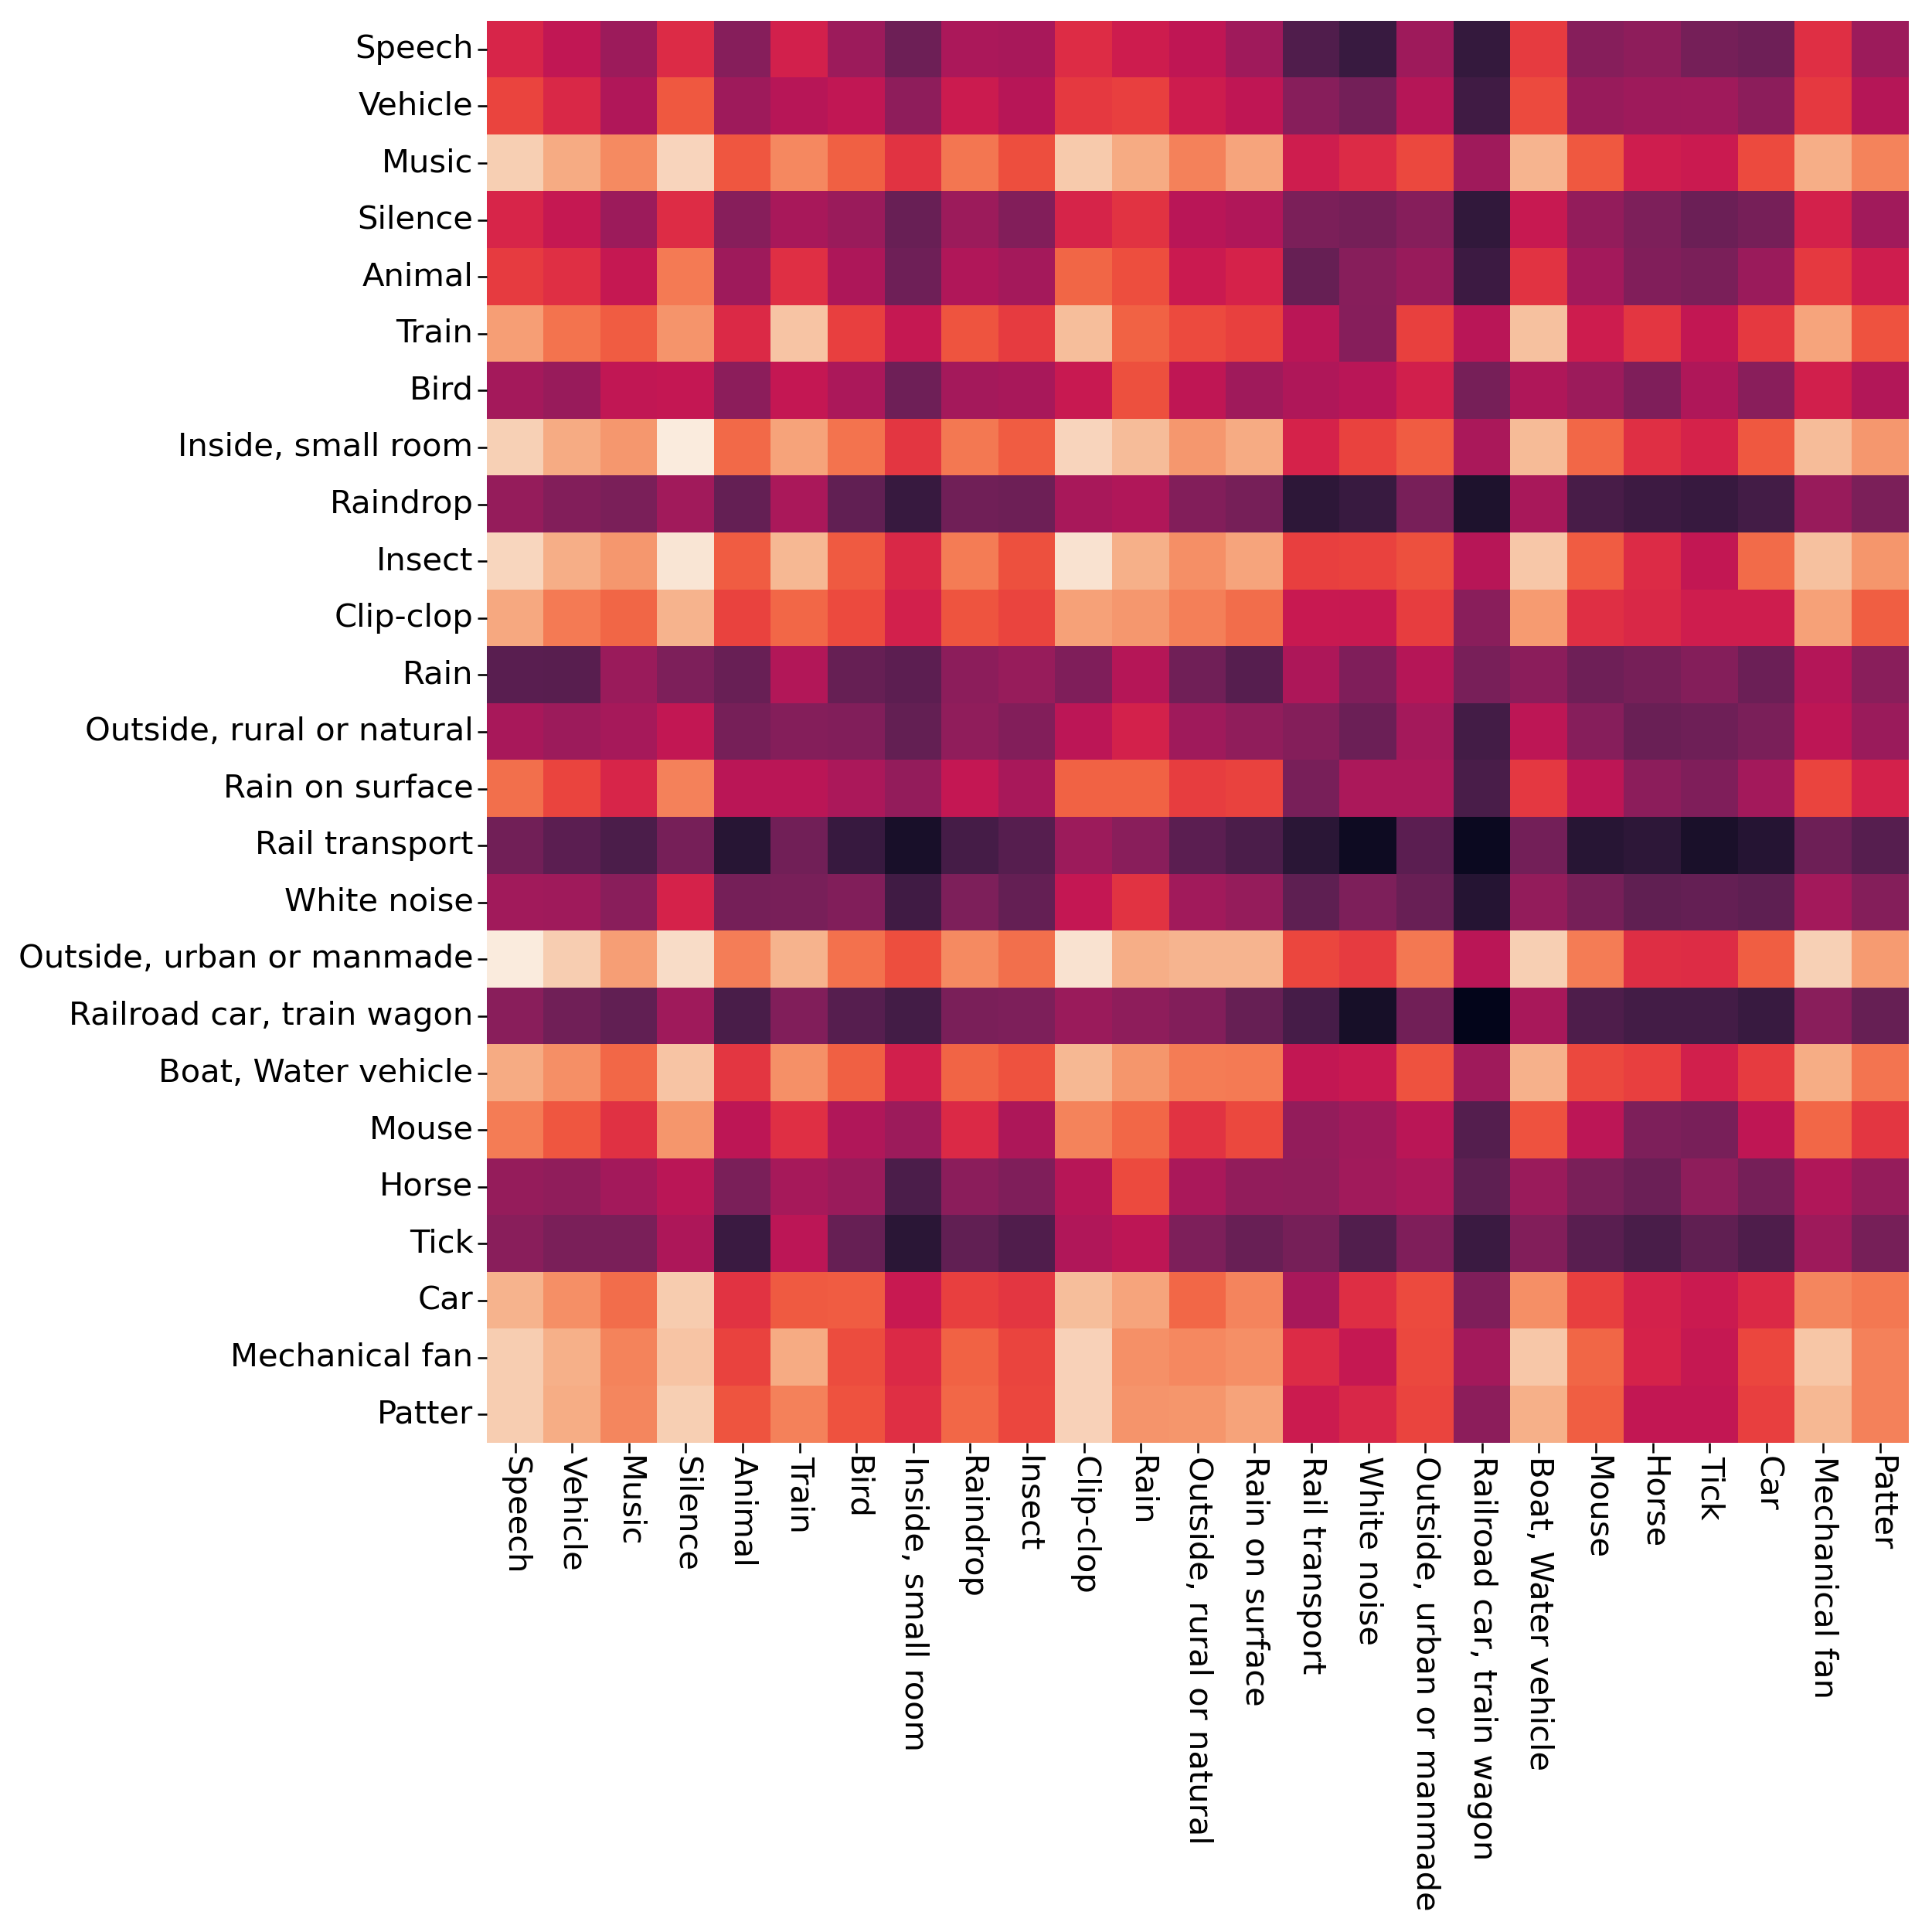 Speech
Vehicle
Music
Silence
Animal
Train
Bird
Inside, small room
Raindrop
Insect
Clip-clop
Rain
Outside, rural or natural
Rain on surface
Rail transport
White noise
Outside, urban or manmade
Railroad car, train wagon
Boat, Water vehicle
Mouse
Horse
Tick
Car
Mechanical fan
Patter
Speech
Vehicle
Music
Silence
Animal
Train
Bird
Inside, small room
Raindrop
Insect
Clip-clop
Rain
Outside, rural or natural
Rain on surface
Rail transport
White noise
Outside, urban or manmade
Railroad car, train wagon
Boat, Water vehicle
Mouse
Horse
Tick
Car
Mechanical fan
Patter